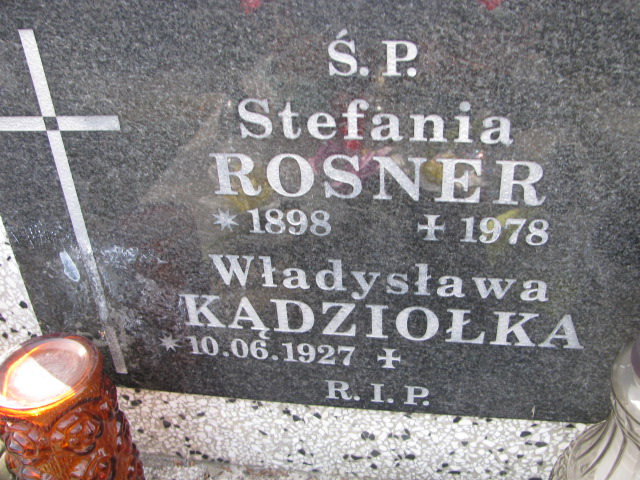 Ś.P.
Stefania
ROSNER
* 1898 ✝ 1978
Władysława
KĄDZIOŁKA
* 10.06.1927 ✝
R.I.P.